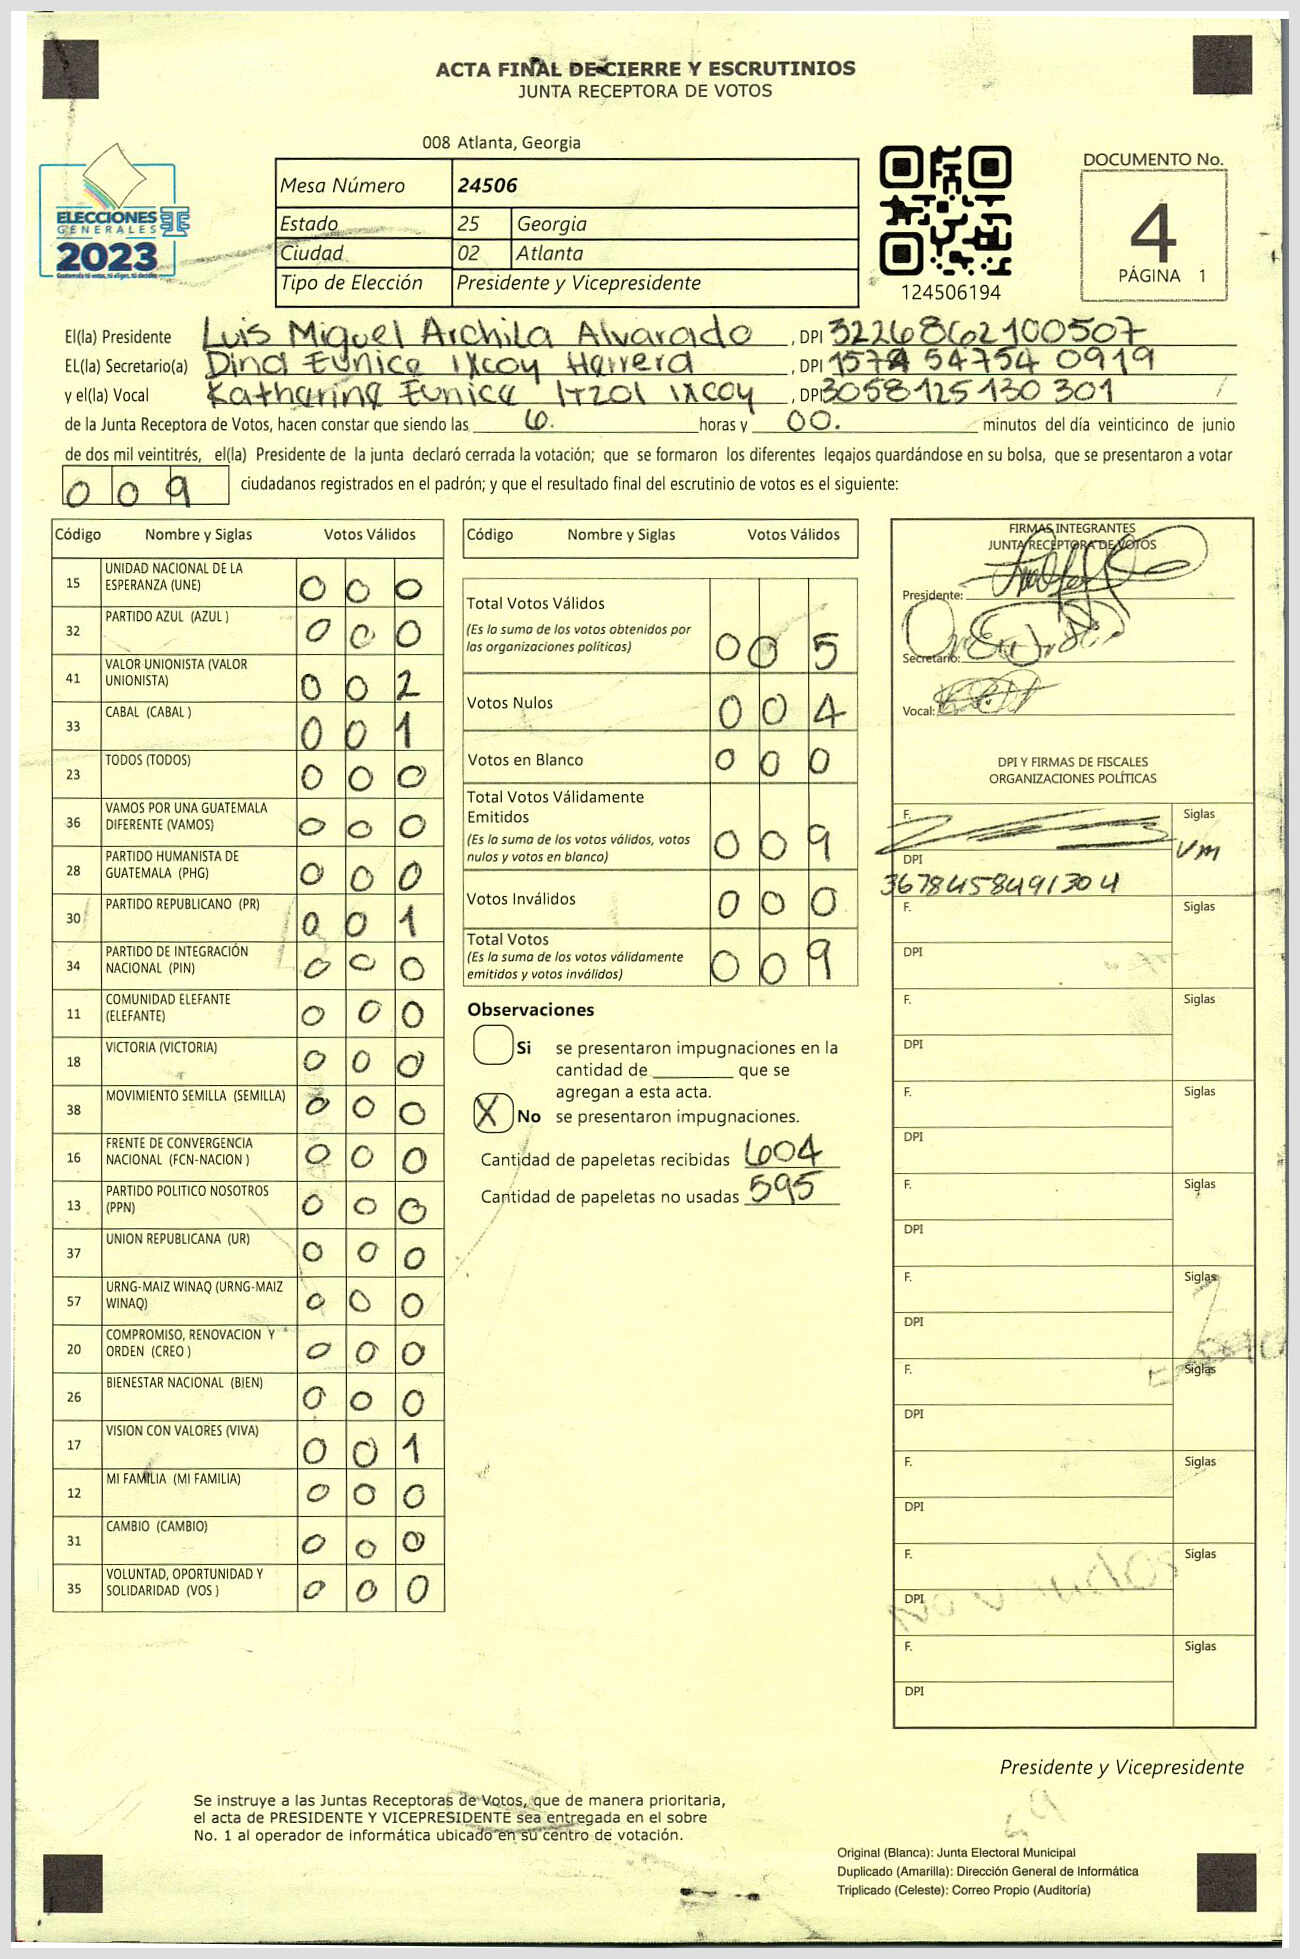 ACTA FINAL DE CIERRE Y ESCRUTINIOS
JUNTA RECEPTORA DE VOTOS
008 Atlanta, Georgia
ELECCIONES
GENERALES
2023
Mesa Número 24506
Estado 25 Georgia
Ciudad 02 Atlanta
Tipo de Elección Presidente y Vicepresidente
124506194
DOCUMENTO No.
4
PÁGINA 1
El(la) Presidente Luis Miguel Archila Alvarado, DPI 3226862100507
EL(la) Secretario(a) Dina Eunice Ixcoy Herrera, DPI 1574 54754 0919
y el(la) Vocal Katharine Eunice Itzol Ixcoy, DPI 3058125130301
de la Junta Receptora de Votos, hacen constar que siendo las 6. horas y 00. minutos del día veinticinco de junio
de dos mil veintitrés, el(la) Presidente de la junta declaró cerrada la votación; que se formaron los diferentes legajos guardándose en su bolsa, que se presentaron a votar
0 0 9 ciudadanos registrados en el padrón; y que el resultado final del escrutinio de votos es el siguiente:
Código Nombre y Siglas Votos Válidos
15 UNIDAD NACIONAL DE LA ESPERANZA (UNE) 0 0 0
32 PARTIDO AZUL (AZUL ) 0 0 0
41 VALOR UNIONISTA (VALOR UNIONISTA) 0 0 2
33 CABAL (CABAL ) 0 0 1
23 TODOS (TODOS) 0 0 0
36 VAMOS POR UNA GUATEMALA DIFERENTE (VAMOS) 0 0 0
28 PARTIDO HUMANISTA DE GUATEMALA (PHG) 0 0 0
30 PARTIDO REPUBLICANO (PR) 0 0 1
34 PARTIDO DE INTEGRACIÓN NACIONAL (PIN) 0 0 0
11 COMUNIDAD ELEFANTE (ELEFANTE) 0 0 0
18 VICTORIA (VICTORIA) 0 0 0
38 MOVIMIENTO SEMILLA (SEMILLA) 0 0 0
16 FRENTE DE CONVERGENCIA NACIONAL (FCN-NACION ) 0 0 0
13 PARTIDO POLITICO NOSOTROS (PPN) 0 0 0
37 UNION REPUBLICANA (UR) 0 0 0
57 URNG-MAIZ WINAQ (URNG-MAIZ WINAQ) 0 0 0
20 COMPROMISO, RENOVACION Y ORDEN (CREO ) 0 0 0
26 BIENESTAR NACIONAL (BIEN) 0 0 0
17 VISION CON VALORES (VIVA) 0 0 1
12 MI FAMILIA (MI FAMILIA) 0 0 0
31 CAMBIO (CAMBIO) 0 0 0
35 VOLUNTAD, OPORTUNIDAD Y SOLIDARIDAD (VOS ) 0 0 0
Código Nombre y Siglas Votos Válidos
Total Votos Válidos
(Es la suma de los votos obtenidos por
las organizaciones políticas) 0 0 5
Votos Nulos 0 0 4
Votos en Blanco 0 0 0
Total Votos Válidamente
Emitidos
(Es la suma de los votos válidos, votos
nulos y votos en blanco) 0 0 9
Votos Inválidos 0 0 0
Total Votos
(Es la suma de los votos válidamente
emitidos y votos inválidos) 0 0 9
Observaciones
Si se presentaron impugnaciones en la
cantidad de ________ que se
agregan a esta acta.
X No se presentaron impugnaciones.
Cantidad de papeletas recibidas 604
Cantidad de papeletas no usadas 595
FIRMAS INTEGRANTES
JUNTA RECEPTORA DE VOTOS
Presidente:
Secretario:
Vocal:
DPI Y FIRMAS DE FISCALES
ORGANIZACIONES POLÍTICAS
F. Siglas
VM
DPI
3678458491304
F. Siglas
DPI
F. Siglas
DPI
F. Siglas
DPI
F. Siglas
DPI
F. Siglas
DPI
F. Siglas
DPI
F. Siglas
DPI
F. Siglas
DPI
F. Siglas
DPI
Presidente y Vicepresidente
Se instruye a las Juntas Receptoras de Votos, que de manera prioritaria,
el acta de PRESIDENTE Y VICEPRESIDENTE sea entregada en el sobre
No. 1 al operador de informática ubicado en su centro de votación.
Original (Blanca): Junta Electoral Municipal
Duplicado (Amarilla): Dirección General de Informática
Triplicado (Celeste): Correo Propio (Auditoría)